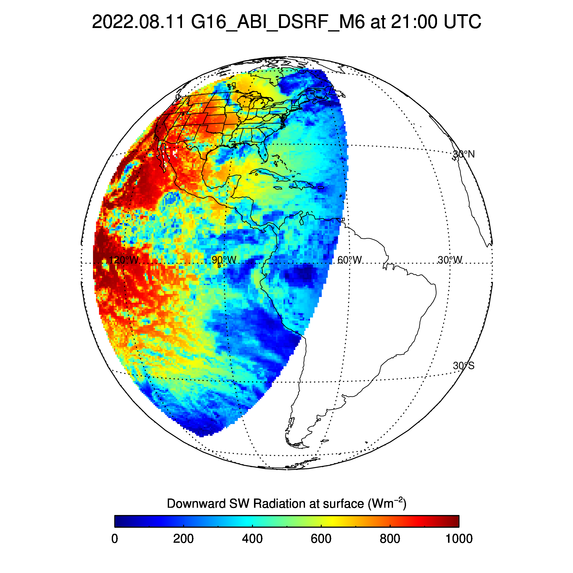 2022.08.11 G16_ABI_DSRF_M6 at 21:00 UTC
30°N
120°W 90°W 60°W 30°W
30°S
Downward SW Radiation at surface (Wm⁻²)
0 200 400 600 800 1000